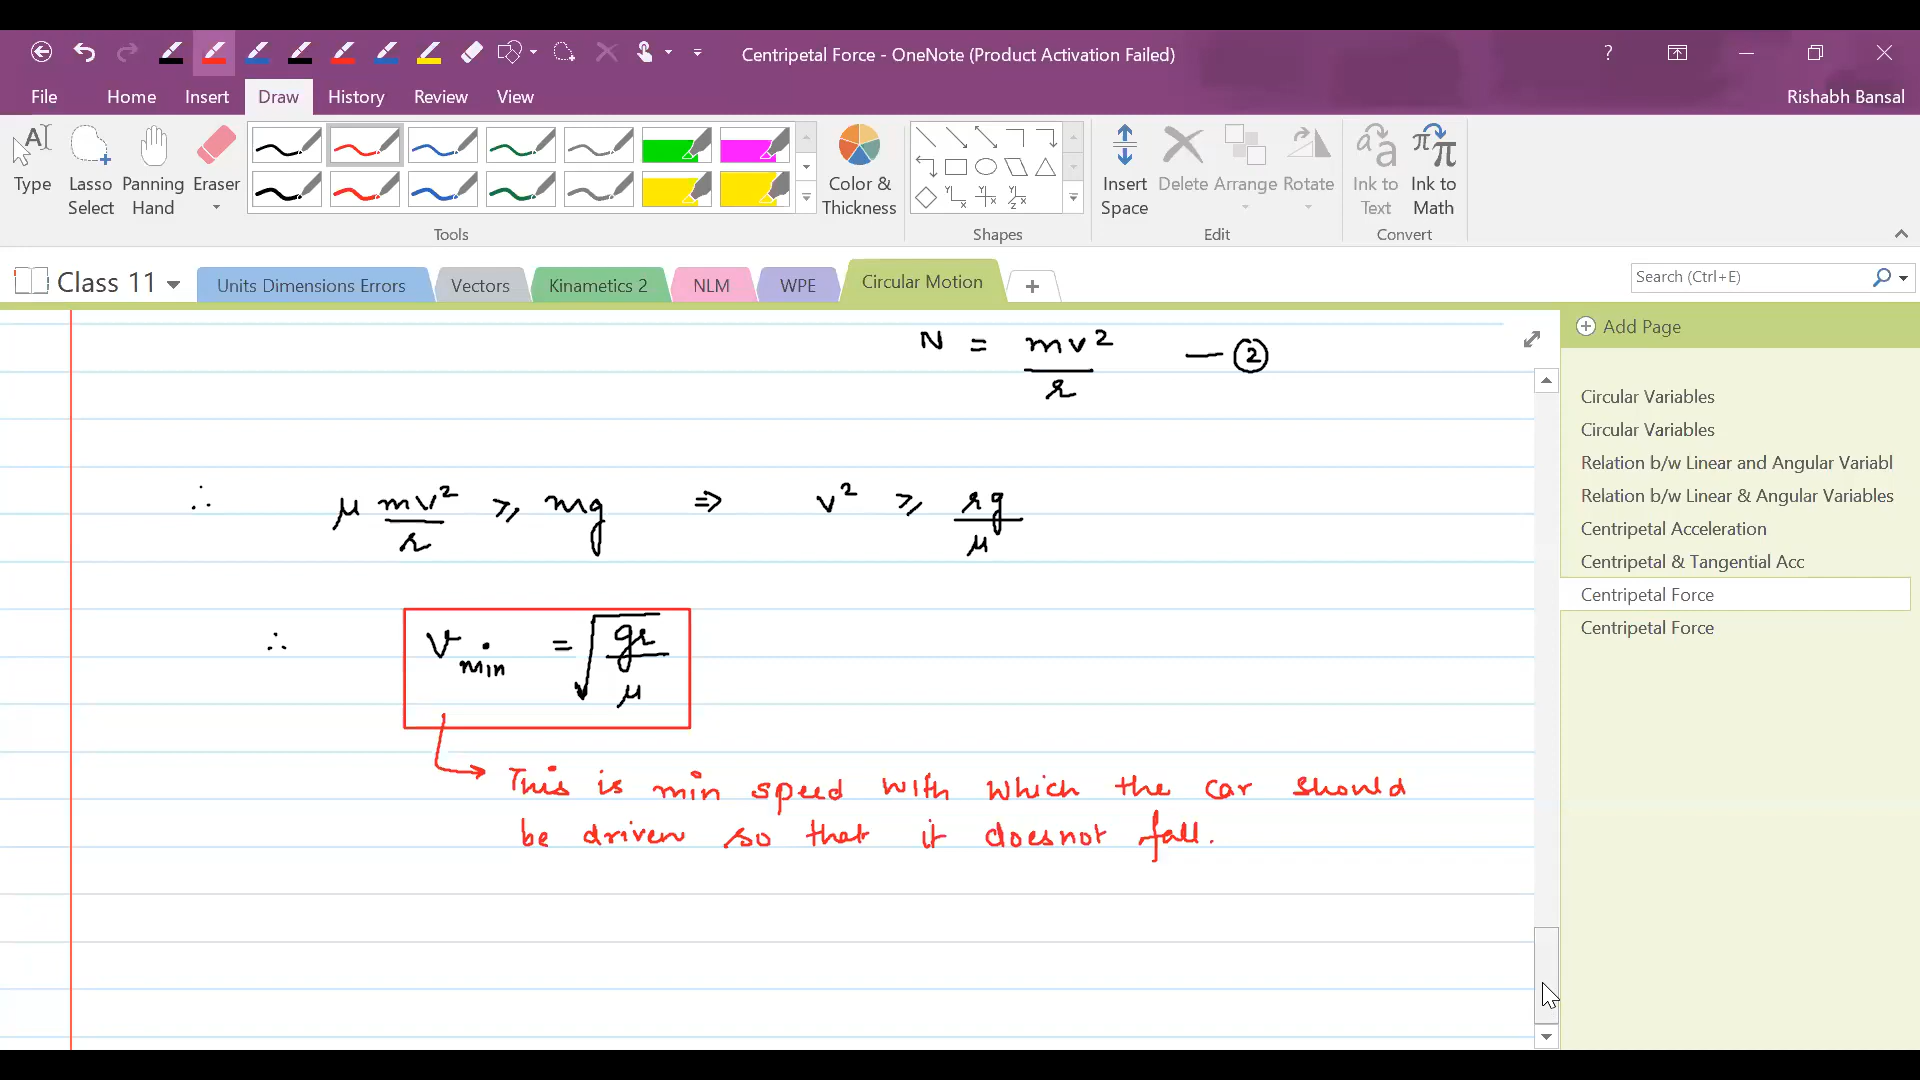 Centripetal Force - OneNote (Product Activation Failed)
?
File Home Insert Draw History Review View
Rishabh Bansal
Type
Lasso Select
Panning Hand
Eraser
Color & Thickness
Insert Space
Delete
Arrange
Rotate
Ink to Text
Ink to Math
Tools
Shapes
Edit
Convert
Class 11
Units Dimensions Errors
Vectors
Kinametics 2
NLM
WPE
Circular Motion
Search (Ctrl+E)
Add Page
Circular Variables
Circular Variables
Relation b/w Linear and Angular Variabl
Relation b/w Linear & Angular Variables
Centripetal Acceleration
Centripetal & Tangential Acc
Centripetal Force
Centripetal Force
N = mv²/r — ②
∴ μ mv²/r ⩾ mg ⇒ v² ⩾ rg/μ
∴ Vmin = √(gr/μ)
This is min speed with which the car should
be driven so that it doesnot fall.